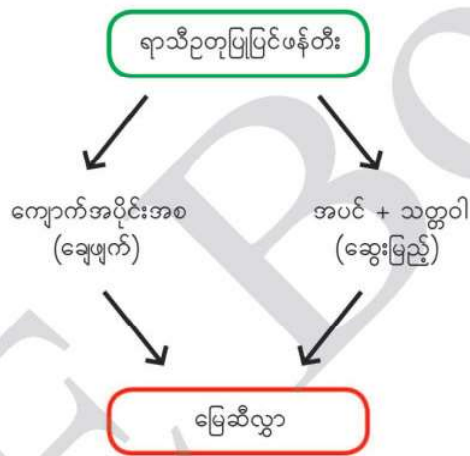 ရာသီဥတုပြုပြင်ဖန်တီး
ကျောက်အပိုင်းအစ
(ချေဖျက်)
အပင် + သတ္တဝါ
(ဆွေးမြည့်)
မြေဆီလွှာ